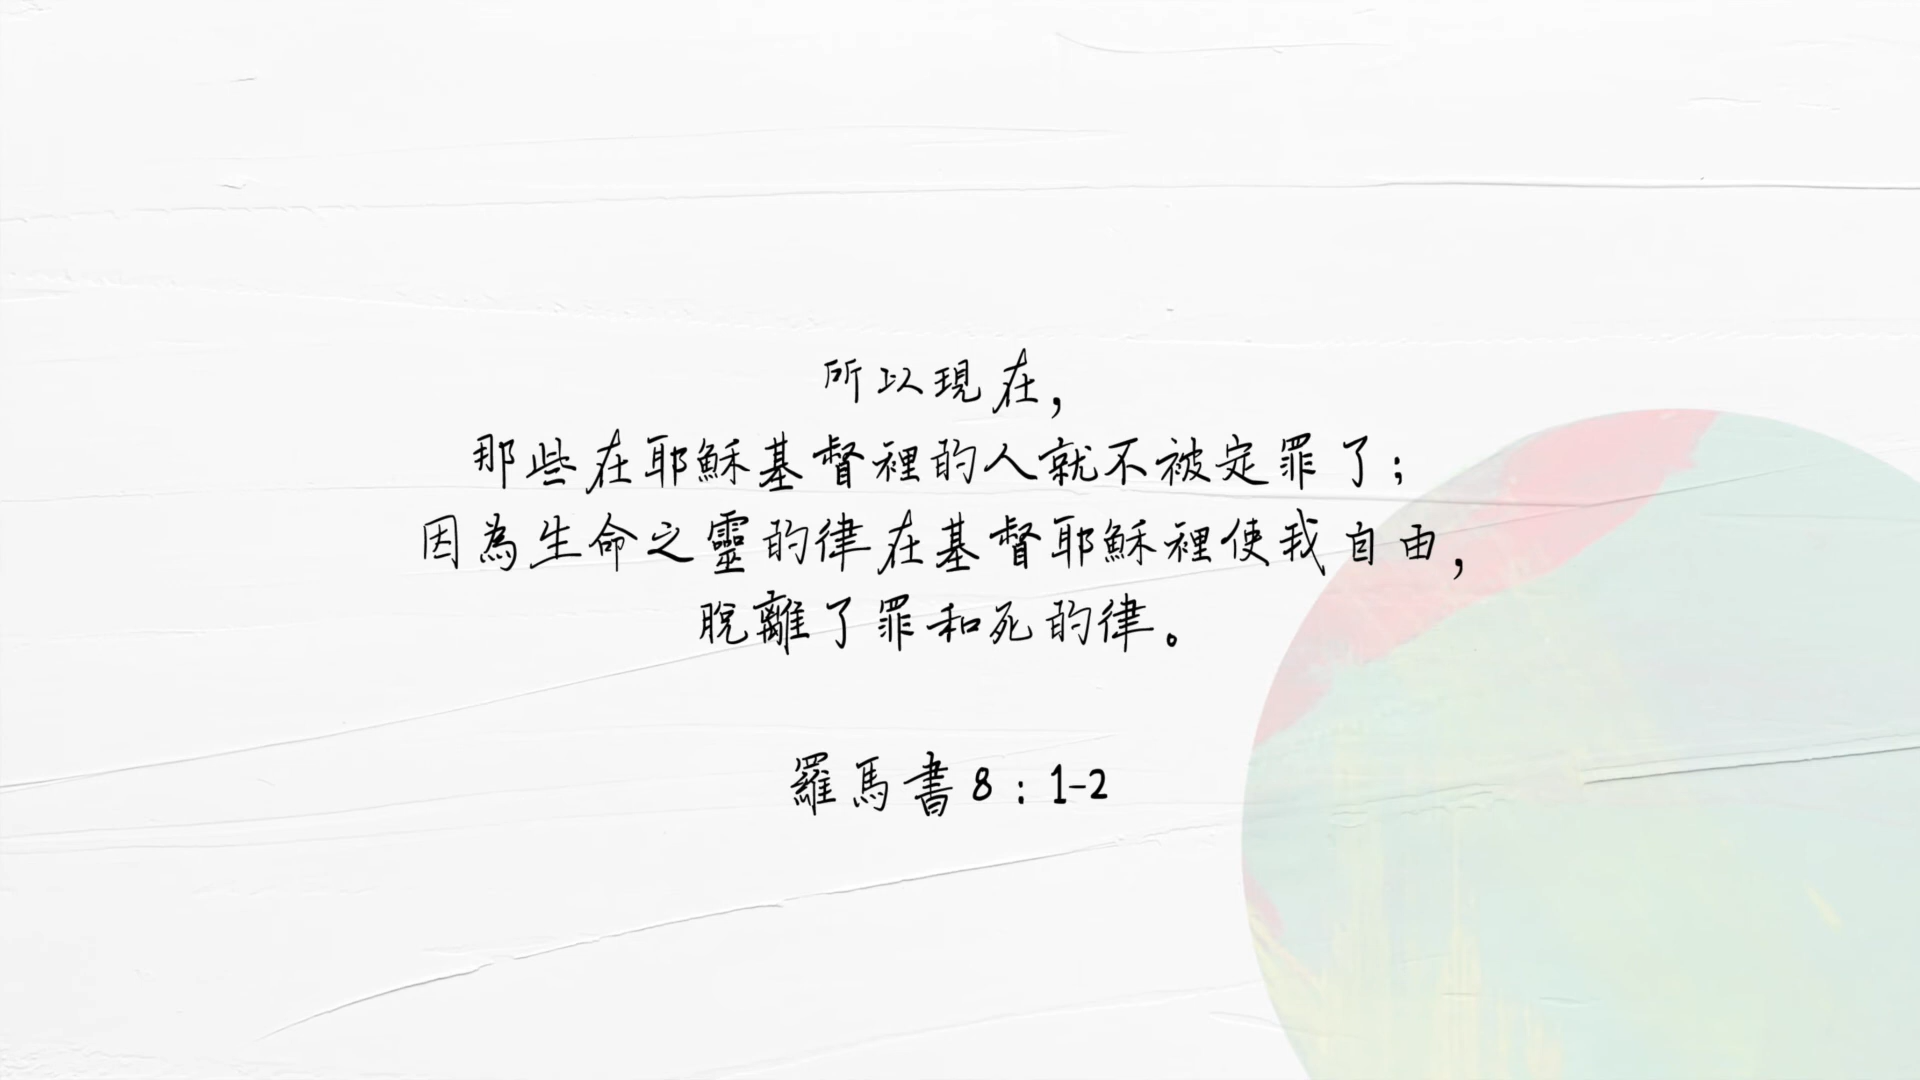 所以現在，
那些在耶穌基督裡的人就不被定罪了；
因為生命之靈的律在基督耶穌裡使我自由，
脫離了罪和死的律。
羅馬書 8：1-2